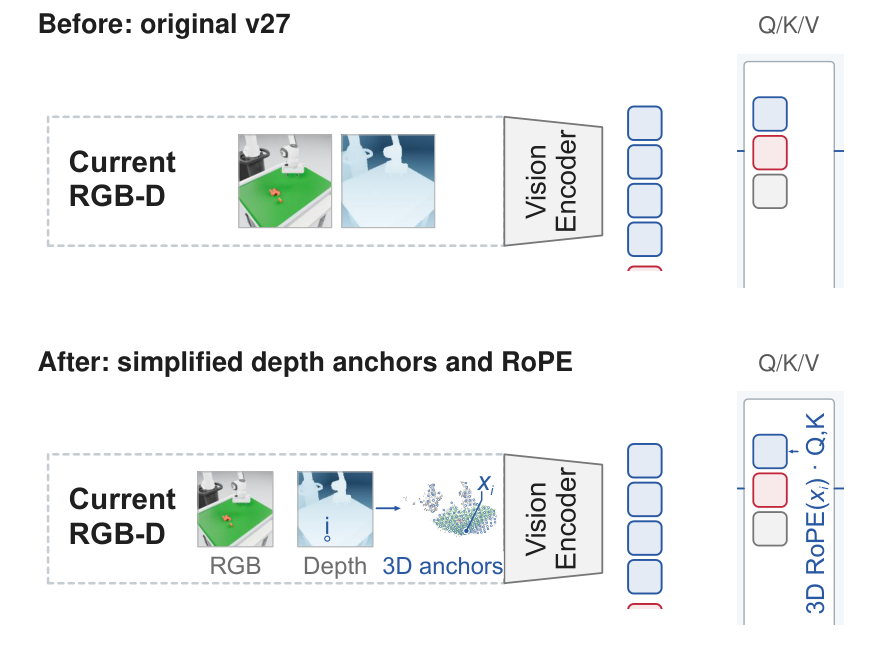 Before: original v27
Q/K/V
Current
RGB-D
Vision
Encoder
After: simplified depth anchors and RoPE
Q/K/V
Current
RGB-D
i
x_i
RGB
Depth
3D anchors
Vision
Encoder
3D RoPE(x_i) · Q,K